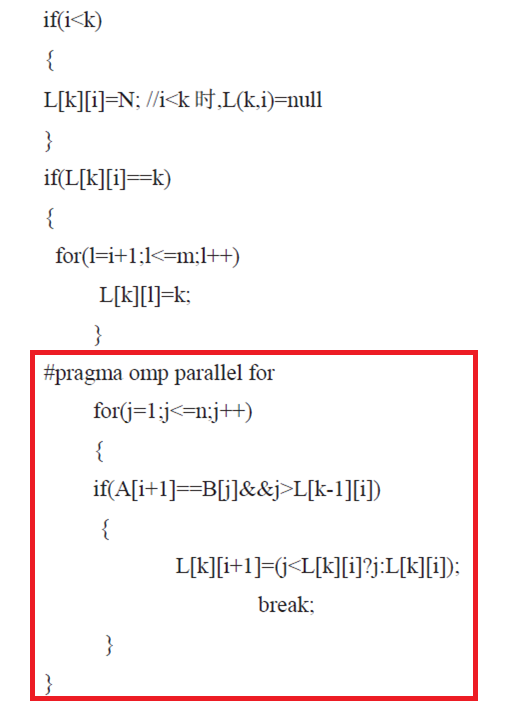 if(i<k)
{
L[k][i]=N; //i<k 时,L(k,i)=null
}
if(L[k][i]==k)
{
for(l=i+1;l<=m;l++)
L[k][l]=k;
}
#pragma omp parallel for
for(j=1;j<=n;j++)
{
if(A[i+1]==B[j]&&j>L[k-1][i])
{
L[k][i+1]=(j<L[k][i]?j:L[k][i]);
break;
}
}